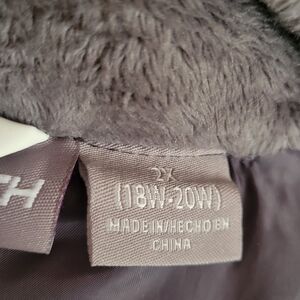 2X
(18W-20W)
MADE IN/HECHO EN
CHINA